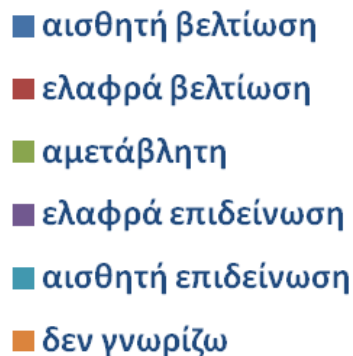 αισθητή βελτίωση
ελαφρά βελτίωση
αμετάβλητη
ελαφρά επιδείνωση
αισθητή επιδείνωση
δεν γνωρίζω